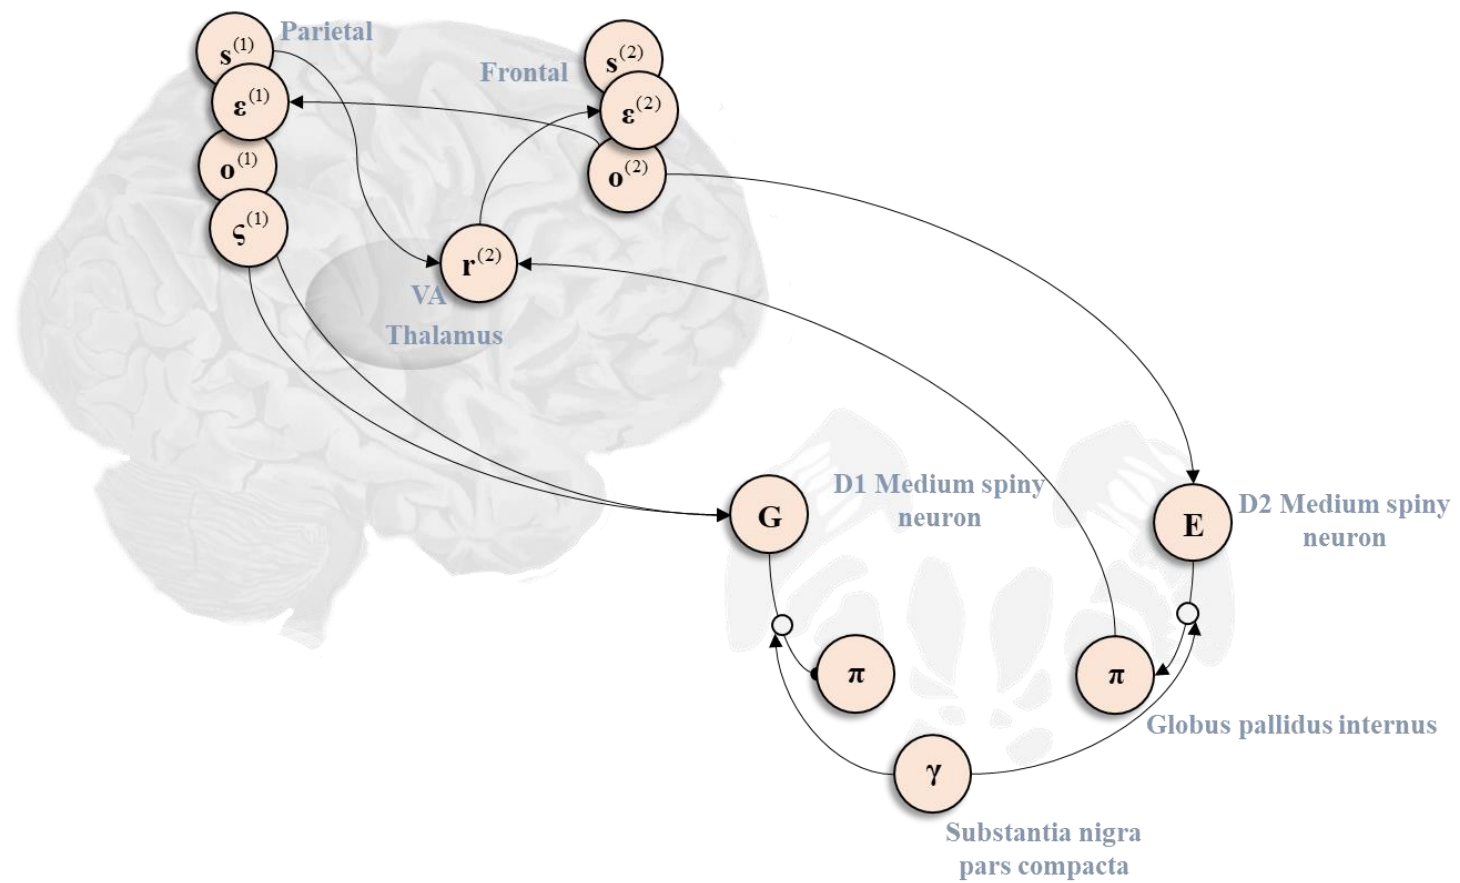 s(1)
Parietal
s(2)
Frontal
ε(1)
ε(2)
o(1)
o(2)
ς(1)
r(2)
VA
Thalamus
G
D1 Medium spiny
neuron
E
D2 Medium spiny
neuron
π
π
Globus pallidus internus
γ
Substantia nigra
pars compacta